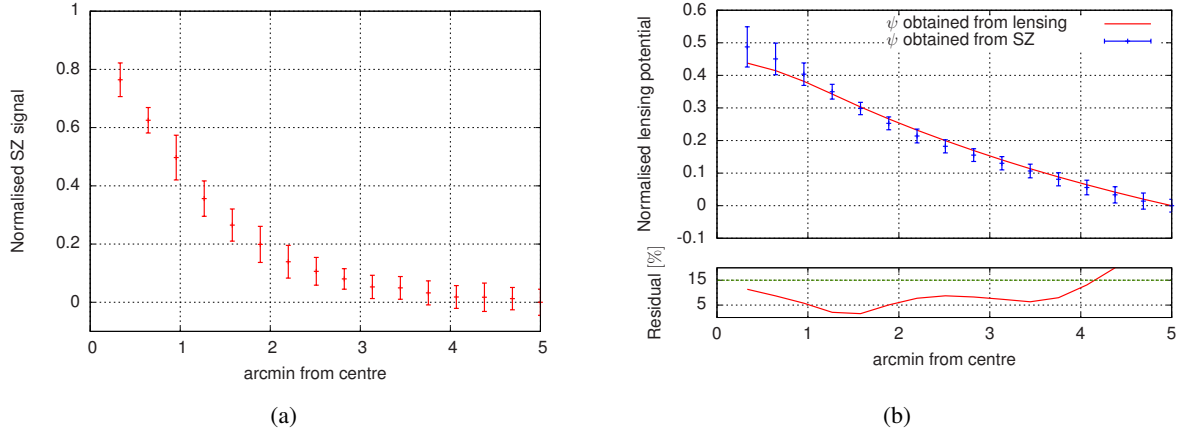 1
0.8
0.6
0.4
0.2
0
Normalised SZ signal
0 1 2 3 4 5
arcmin from centre
(a)
0.6
0.5
0.4
0.3
0.2
0.1
0
-0.1
Normalised lensing potential
ψ obtained from lensing
ψ obtained from SZ
15
5
Residual [%]
0 1 2 3 4 5
arcmin from centre
(b)